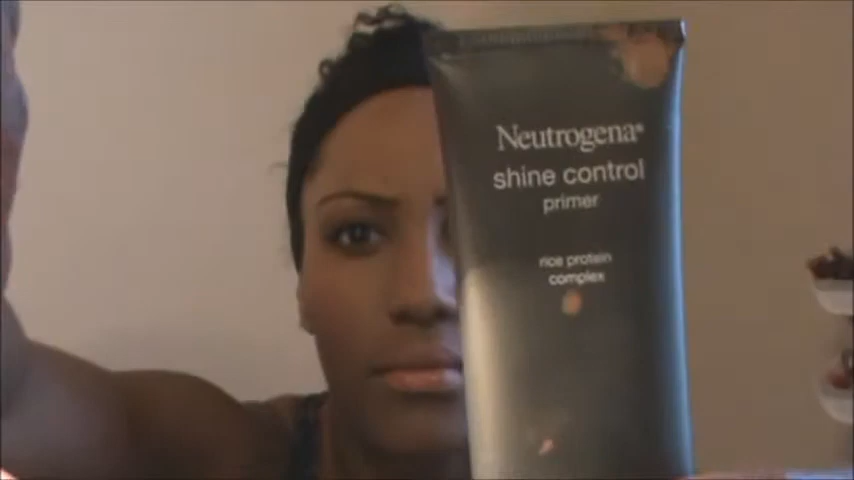 Neutrogena®
shine control
primer
rice protein
complex